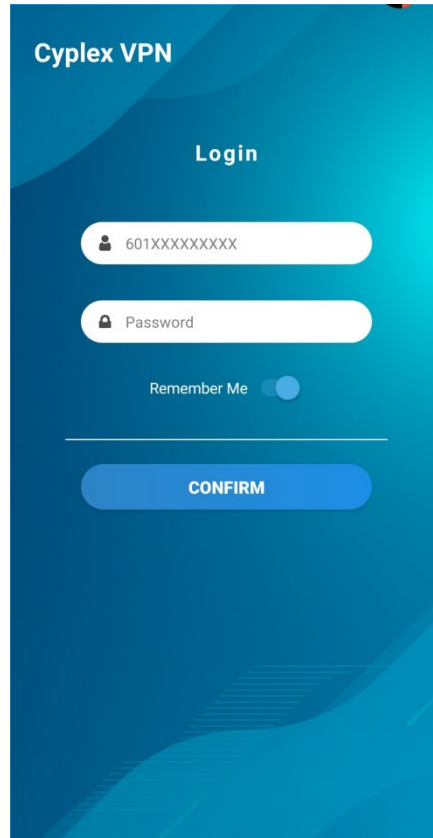 Cyplex VPN
Login
601XXXXXXXXX
Password
Remember Me
CONFIRM